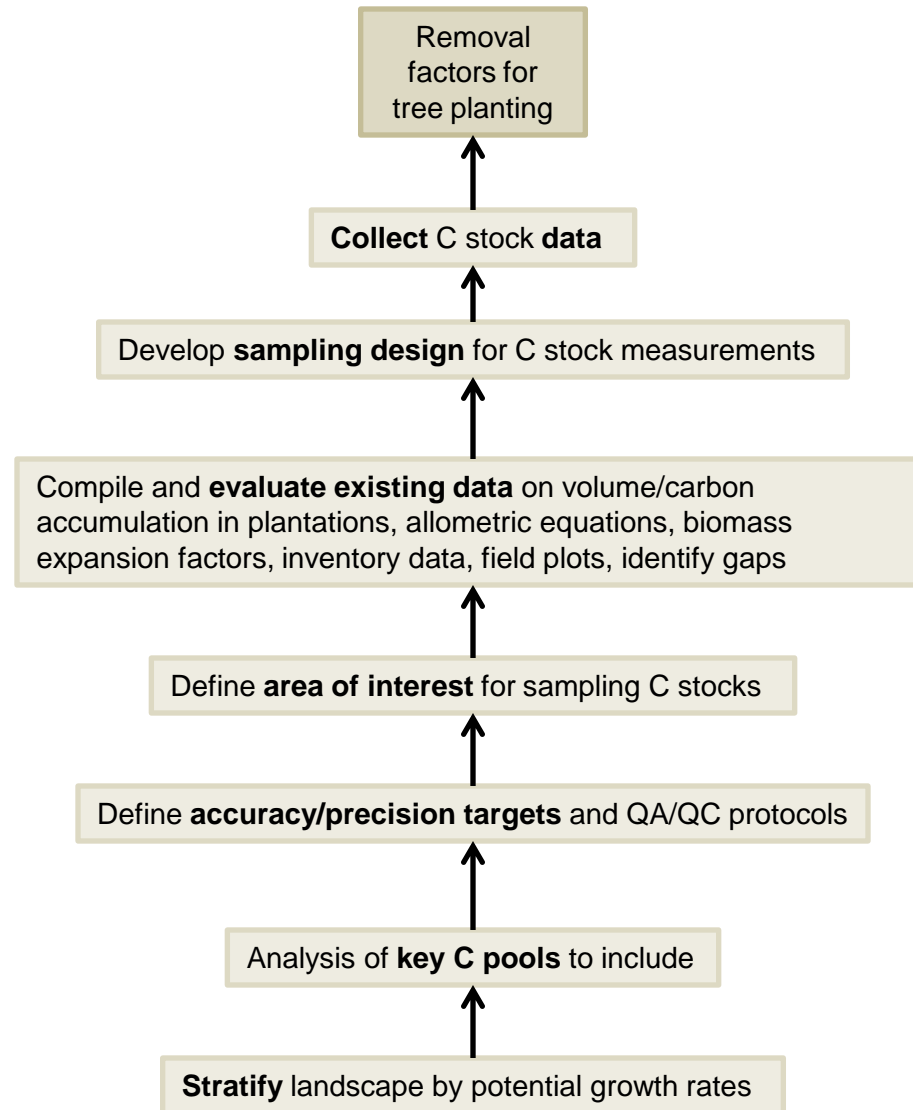 Removal
factors for
tree planting
Collect C stock data
Develop sampling design for C stock measurements
Compile and evaluate existing data on volume/carbon
accumulation in plantations, allometric equations, biomass
expansion factors, inventory data, field plots, identify gaps
Define area of interest for sampling C stocks
Define accuracy/precision targets and QA/QC protocols
Analysis of key C pools to include
Stratify landscape by potential growth rates